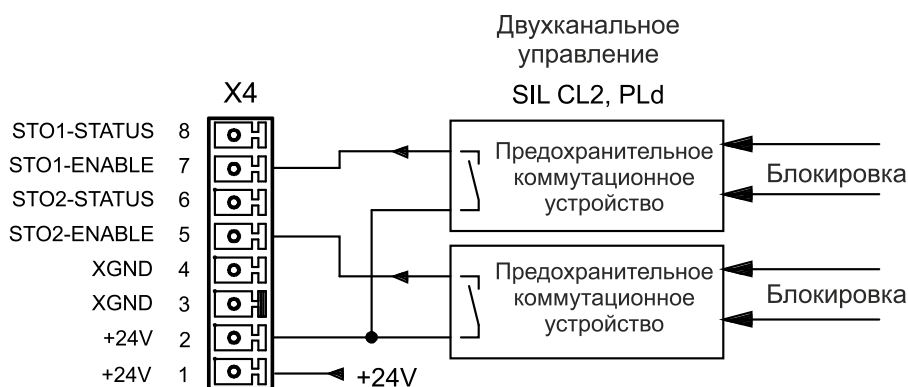 Двухканальное
управление
SIL CL2, PLd
X4
STO1-STATUS 8
STO1-ENABLE 7
STO2-STATUS 6
STO2-ENABLE 5
XGND 4
XGND 3
+24V 2
+24V 1
+24V
Предохранительное
коммутационное
устройство
Блокировка
Предохранительное
коммутационное
устройство
Блокировка